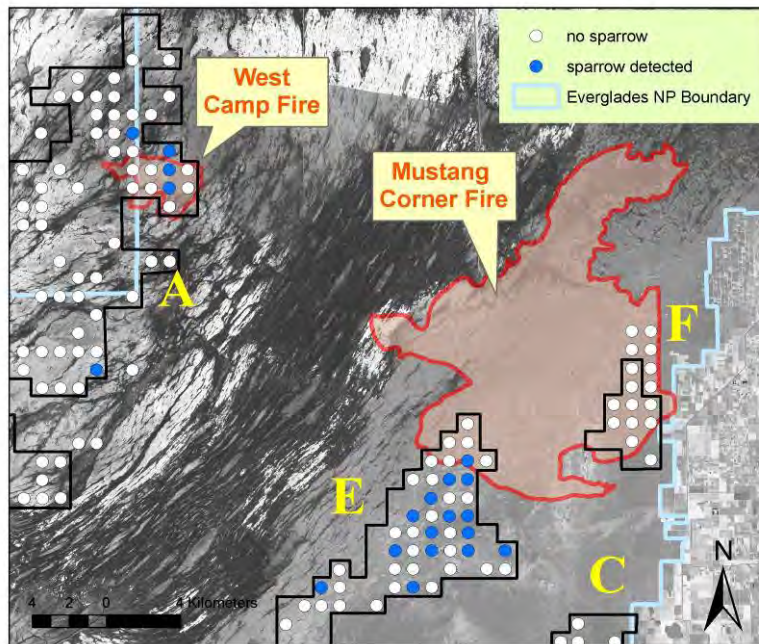 no sparrow
sparrow detected
Everglades NP Boundary
West
Camp Fire
Mustang
Corner Fire
A
F
E
C
N
4 2 0 4 Kilometers